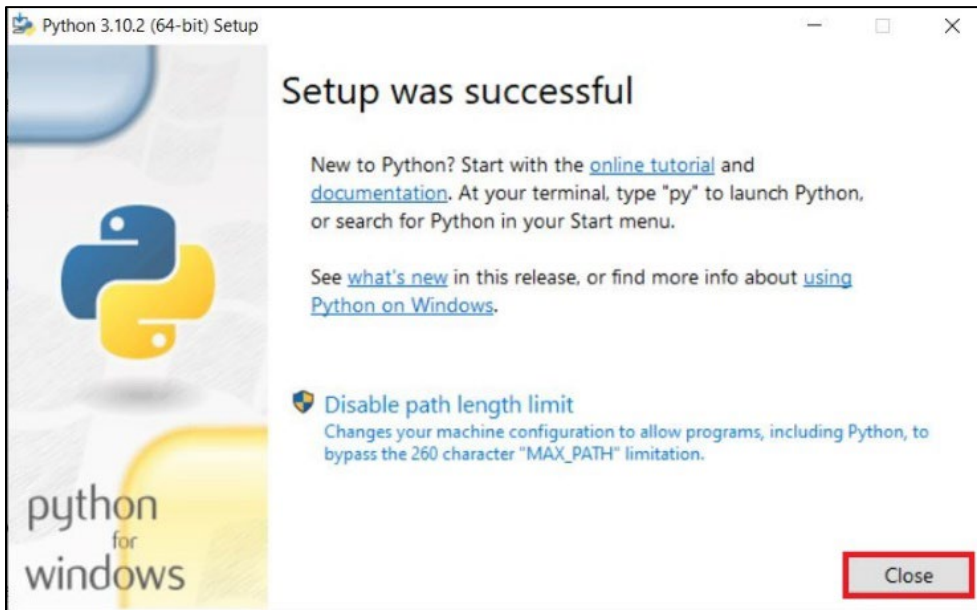 Python 3.10.2 (64-bit) Setup
Setup was successful
New to Python? Start with the online tutorial and
documentation. At your terminal, type "py" to launch Python,
or search for Python in your Start menu.
See what's new in this release, or find more info about using
Python on Windows.
Disable path length limit
Changes your machine configuration to allow programs, including Python, to
bypass the 260 character "MAX_PATH" limitation.
python
for
windows
Close